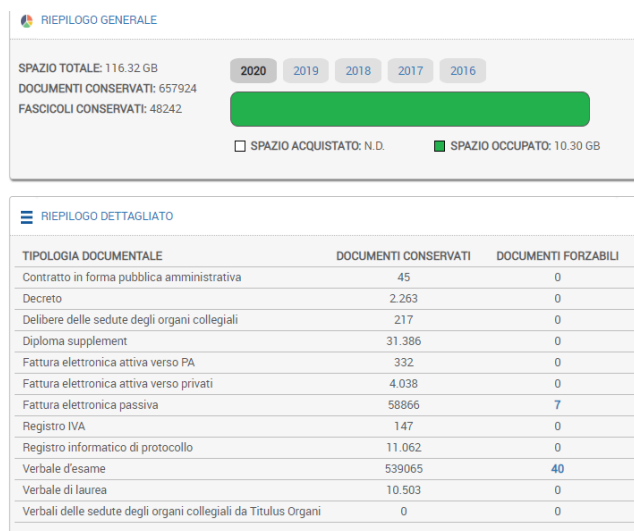 RIEPILOGO GENERALE
SPAZIO TOTALE: 116.32 GB
DOCUMENTI CONSERVATI: 657924
FASCICOLI CONSERVATI: 48242
2020 2019 2018 2017 2016
SPAZIO ACQUISTATO: N.D. SPAZIO OCCUPATO: 10.30 GB
RIEPILOGO DETTAGLIATO
TIPOLOGIA DOCUMENTALE DOCUMENTI CONSERVATI DOCUMENTI FORZABILI
Contratto in forma pubblica amministrativa 45 0
Decreto 2.263 0
Delibere delle sedute degli organi collegiali 217 0
Diploma supplement 31.386 0
Fattura elettronica attiva verso PA 332 0
Fattura elettronica attiva verso privati 4.038 0
Fattura elettronica passiva 58866 7
Registro IVA 147 0
Registro informatico di protocollo 11.062 0
Verbale d'esame 539065 40
Verbale di laurea 10.503 0
Verbali delle sedute degli organi collegiali da Titulus Organi 0 0